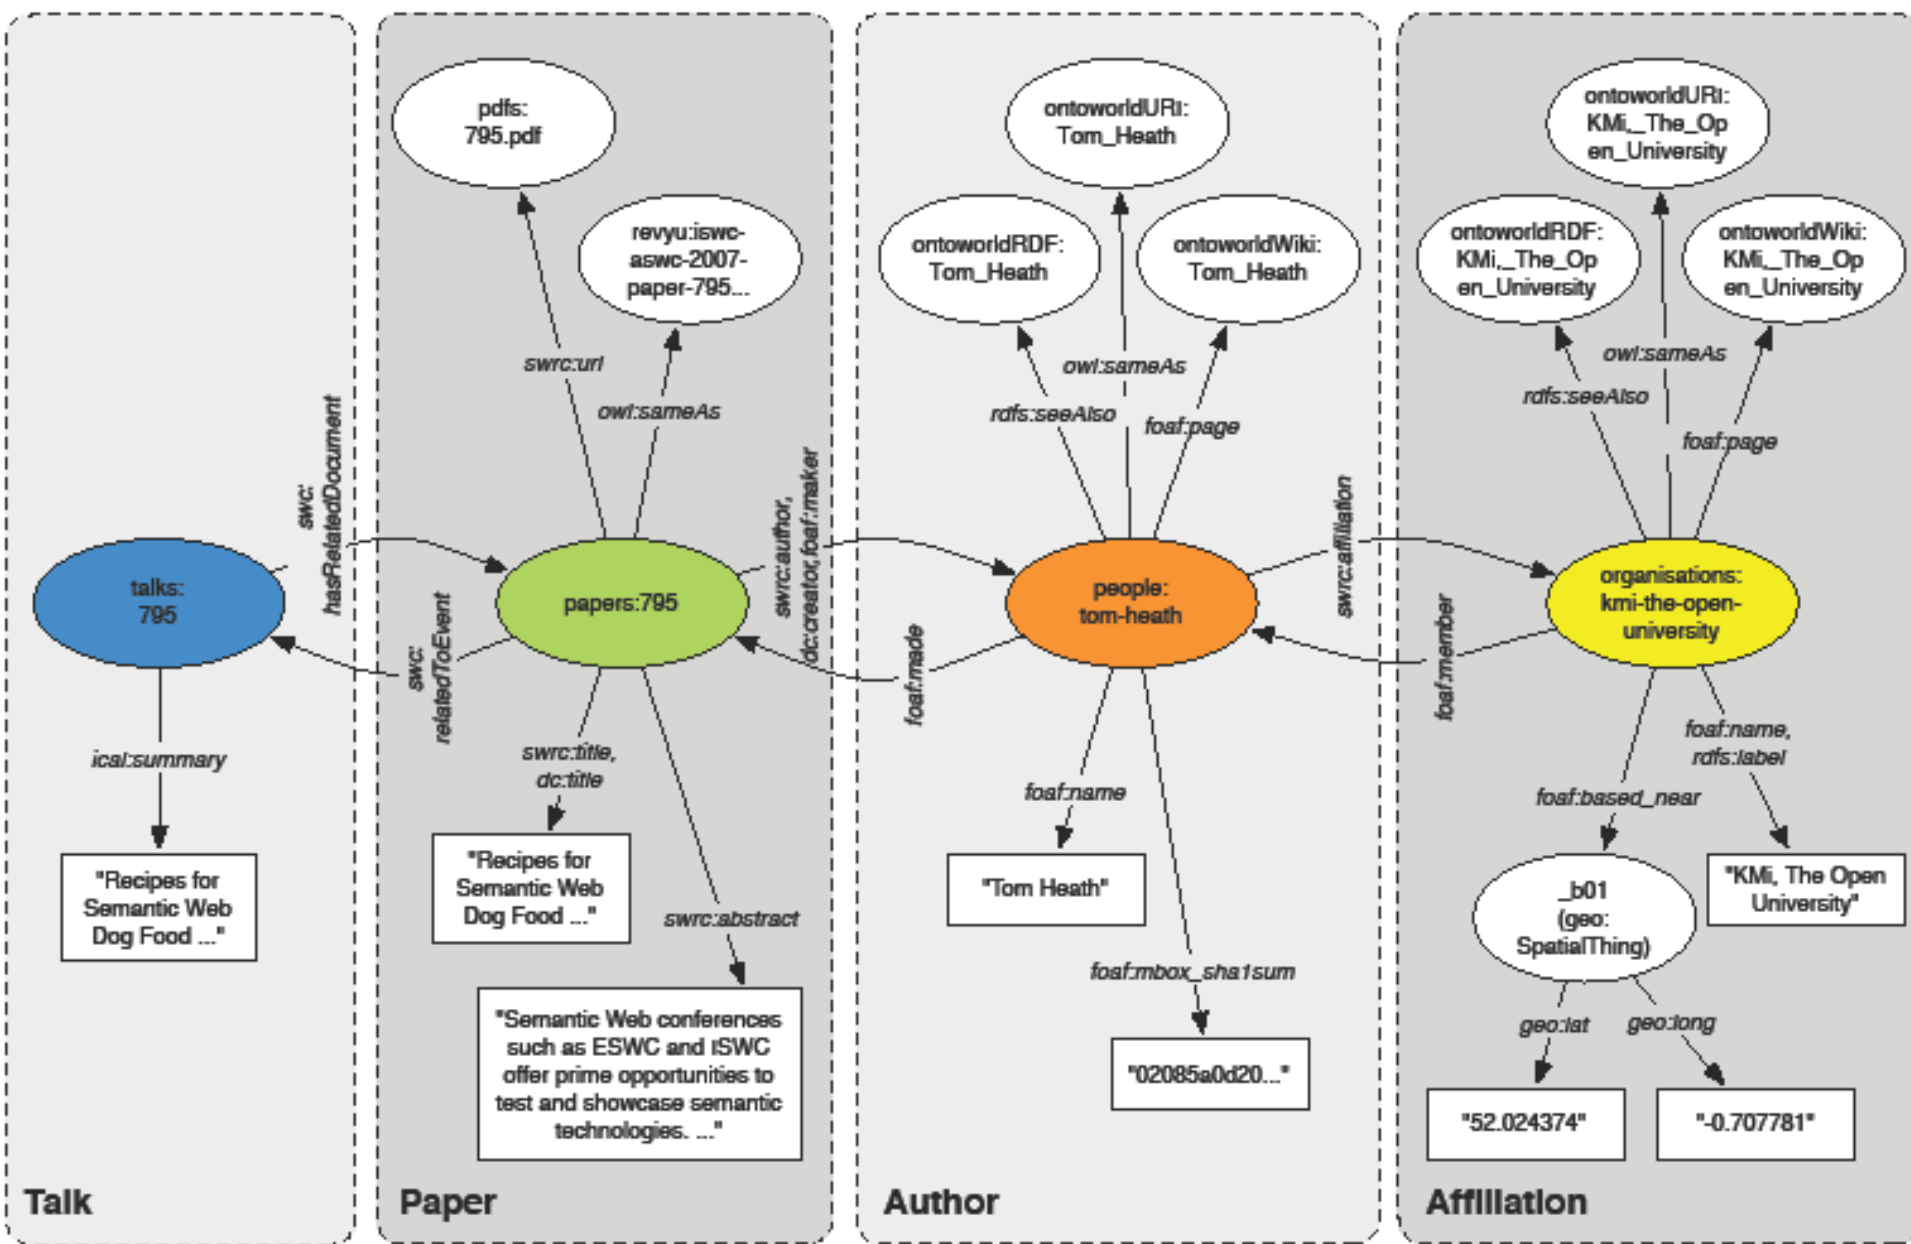 pdfs:
795.pdf
revyu:iswc-
aswc-2007-
paper-795...
swrc:url
owl:sameAs
ontoworldURI:
Tom_Heath
ontoworldRDF:
Tom_Heath
ontoworldWiki:
Tom_Heath
owl:sameAs
rdfs:seeAlso
foaf:page
ontoworldURI:
KMi,_The_Op
en_University
ontoworldRDF:
KMi,_The_Op
en_University
ontoworldWiki:
KMi,_The_Op
en_University
owl:sameAs
rdfs:seeAlso
foaf:page
swc:
hasRelatedDocument
swrc:author,
dc:creator,foaf:maker
swrc:affiliation
talks:
795
papers:795
people:
tom-heath
organisations:
kmi-the-open-
university
swc:
relatedToEvent
foaf:made
foaf:member
ical:summary
"Recipes for
Semantic Web
Dog Food ..."
swrc:title,
dc:title
"Recipes for
Semantic Web
Dog Food ..."
swrc:abstract
"Semantic Web conferences
such as ESWC and ISWC
offer prime opportunities to
test and showcase semantic
technologies. ..."
foaf:name
"Tom Heath"
foaf:mbox_sha1sum
"02085a0d20..."
foaf:name,
rdfs:label
foaf:based_near
"KMi, The Open
University"
_b01
(geo:
SpatialThing)
geo:lat
geo:long
"52.024374"
"-0.707781"
Talk
Paper
Author
Affiliation